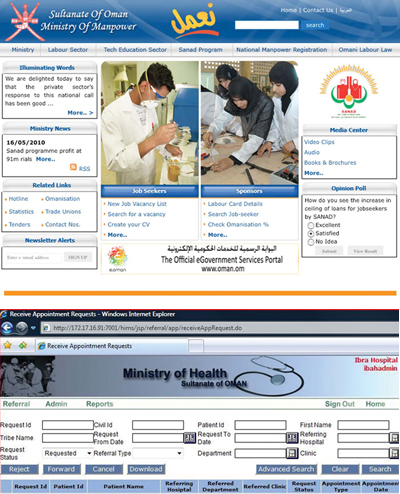 Sultanate Of Oman
Ministry Of Manpower
نعمل
Home | Contact Us | عربية
search
Ministry Labour Sector Tech Education Sector Sanad Program National Manpower Registration Omani Labour Law
Illuminating Words
We are delighted today to say
that the private sector's
response to this national call
has been good ...
More.. >
Ministry News
16/05/2010
Sanad programme profit at
91m rials More..
RSS
Related Links
Hotline Omanisation
Statistics Trade Unions
Tenders Contact Nos.
Newsletter Alerts
Enter e-mail address SIGN UP
Job Seekers
New Job Vacancy List
Search for a vacancy
Create your CV
More..
Sponsors
Labour Card Details
Search Job-seeker
Check Omanisation %
More..
البوابة الرسمية للخدمات الحكومية الإلكترونية
The Official eGovernment Services Portal
www.oman.om
SANAD
Media Center
Video Clips
Audio
Books & Brochures
More..
Opinion Poll
How do you see the increase in
ceiling of loans for jobseekers
by SANAD?
Excellent
Satisfied
No Idea
Submit View Result
Receive Appointment Requests - Windows Internet Explorer
http://172.17.16.91:7001/hims/jsp/referral/app/receiveAppRequest.do
Receive Appointment Requests
Ministry of Health
Sultanate of OMAN
Ibra Hospital
ibahadmin
Referral Admin Reports Sign Out Home
Request Id Civil Id Patient Id First Name
Tribe Name Request From Date Request To Date Referring Hospital
Request Status Requested Referral Type Department Clinic
Reject Forward Cancel Download Advanced Search Clear Search
Request Id Patient Id Patient Name Referring Hospital Referred Department Referred Clinic Request Status Appointment Type Appointment Date